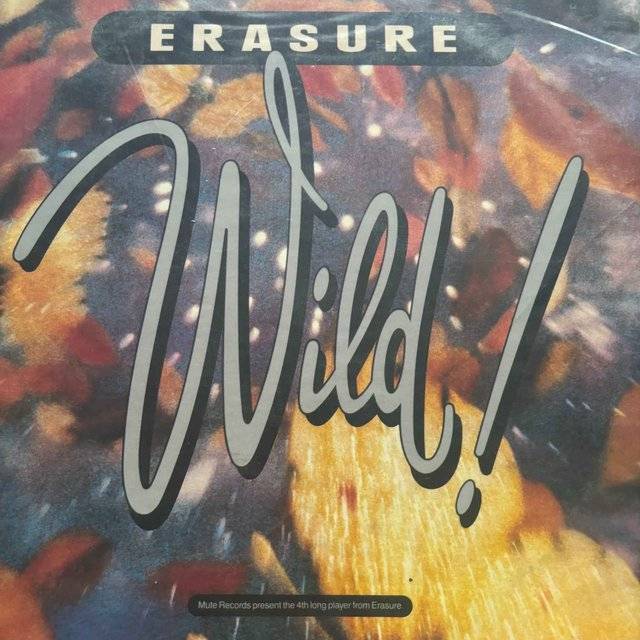 ERASURE
Wild!
Mute Records present the 4th long player from Erasure